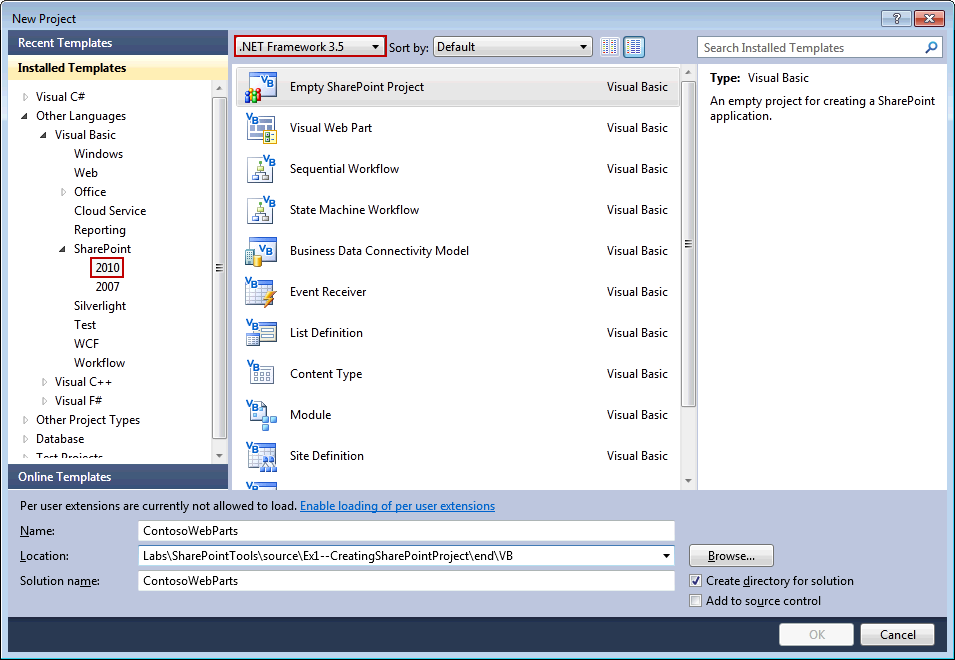 New Project
Recent Templates
Installed Templates
Visual C#
Other Languages
Visual Basic
Windows
Web
Office
Cloud Service
Reporting
SharePoint
2010
2007
Silverlight
Test
WCF
Workflow
Visual C++
Visual F#
Other Project Types
Database
Test Projects
Online Templates
.NET Framework 3.5 Sort by: Default
Search Installed Templates
Empty SharePoint Project Visual Basic
Visual Web Part Visual Basic
Sequential Workflow Visual Basic
State Machine Workflow Visual Basic
Business Data Connectivity Model Visual Basic
Event Receiver Visual Basic
List Definition Visual Basic
Content Type Visual Basic
Module Visual Basic
Site Definition Visual Basic
Type: Visual Basic
An empty project for creating a SharePoint
application.
Per user extensions are currently not allowed to load. Enable loading of per user extensions
Name: ContosoWebParts
Location: Labs\SharePointTools\source\Ex1--CreatingSharePointProject\end\VB Browse...
Solution name: ContosoWebParts
Create directory for solution
Add to source control
OK Cancel